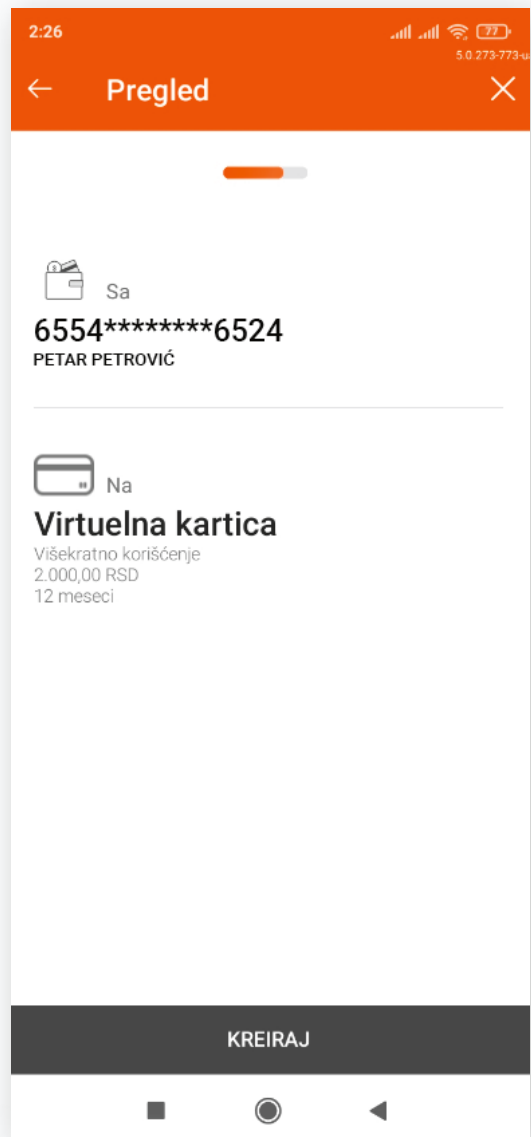 2:26
77
5.0.273-773-u
Pregled
Sa
6554********6524
PETAR PETROVIĆ
Na
Virtuelna kartica
Višekratno korišćenje
2.000,00 RSD
12 meseci
KREIRAJ